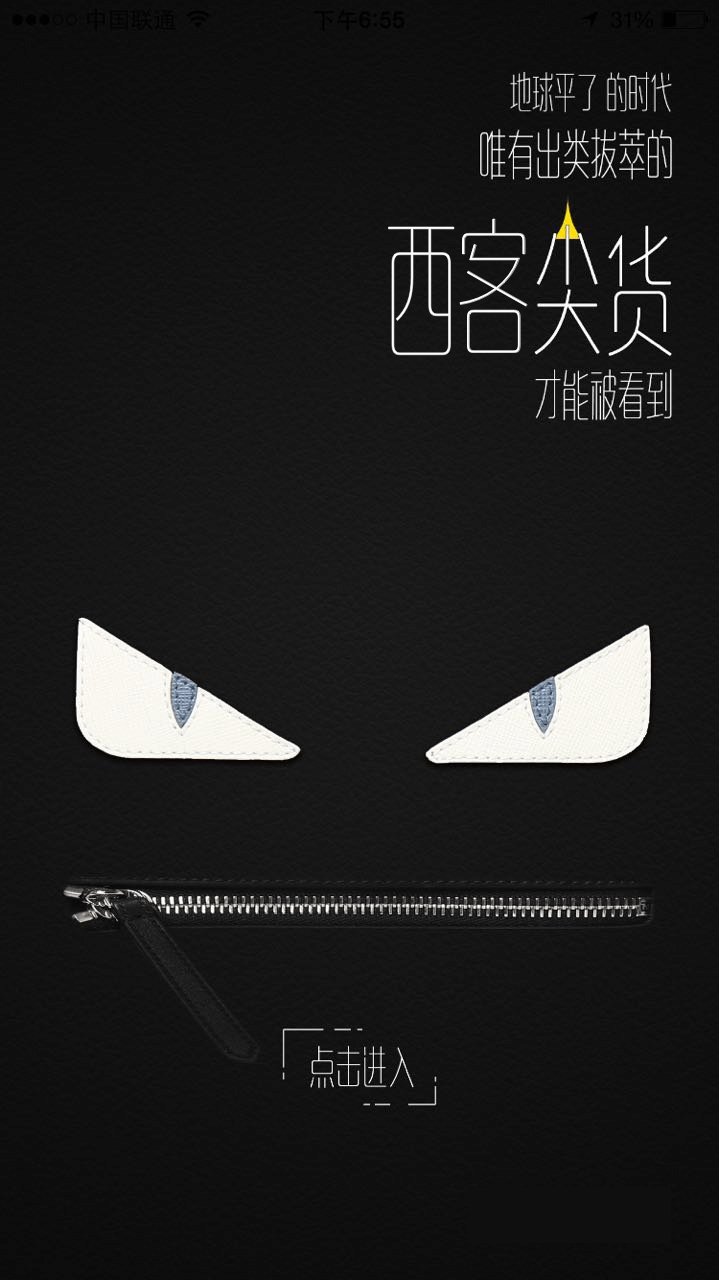 中国联通 下午6:55 31%
地球平了 的时代
唯有出类拔萃的
西客尖货
才能被看到
点击进入